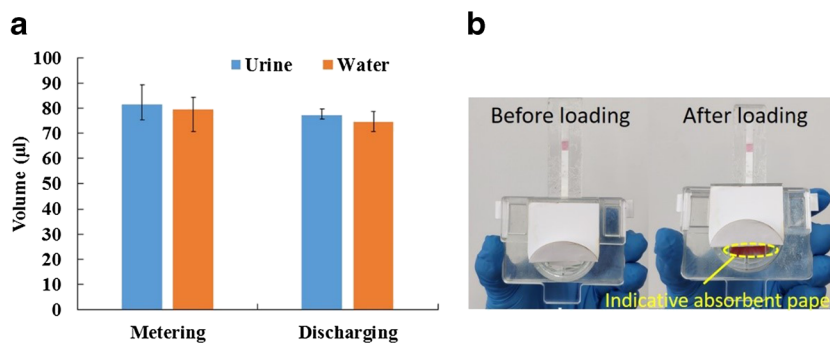 a
b
Urine
Water
100
90
80
70
60
50
40
30
20
10
0
Volume (µl)
Metering
Discharging
Before loading
After loading
Indicative absorbent pape